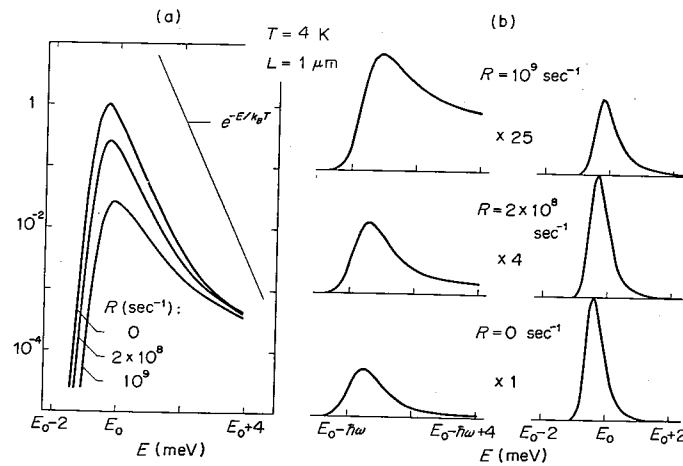 (a)
T = 4 K
L = 1 μm
e^{-E/k_BT}
1
10^{-2}
10^{-4}
R (sec^{-1}):
0
2 × 10^8
10^9
E_0−2
E_0
E_0+4
E (meV)
(b)
R = 10^9 sec^{-1}
× 25
R = 2 × 10^8
sec^{-1}
× 4
R = 0 sec^{-1}
× 1
E_0−ħω
E_0−ħω+4
E_0−2
E_0
E_0+2
E (meV)